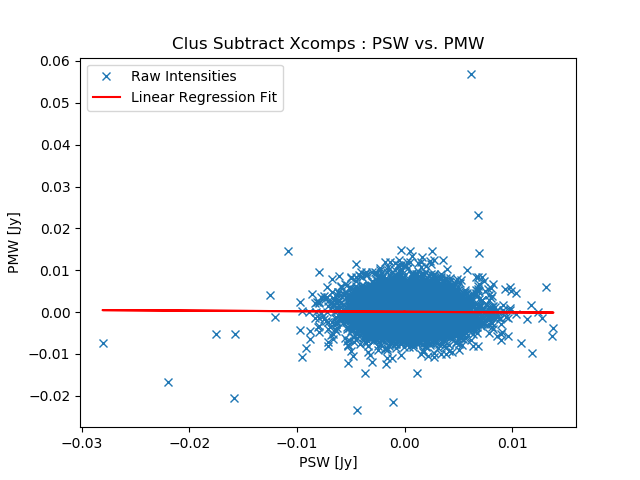 Clus Subtract Xcomps : PSW vs. PMW
Raw Intensities
Linear Regression Fit
PMW [Jy]
0.06
0.05
0.04
0.03
0.02
0.01
0.00
−0.01
−0.02
−0.03 −0.02 −0.01 0.00 0.01
PSW [Jy]